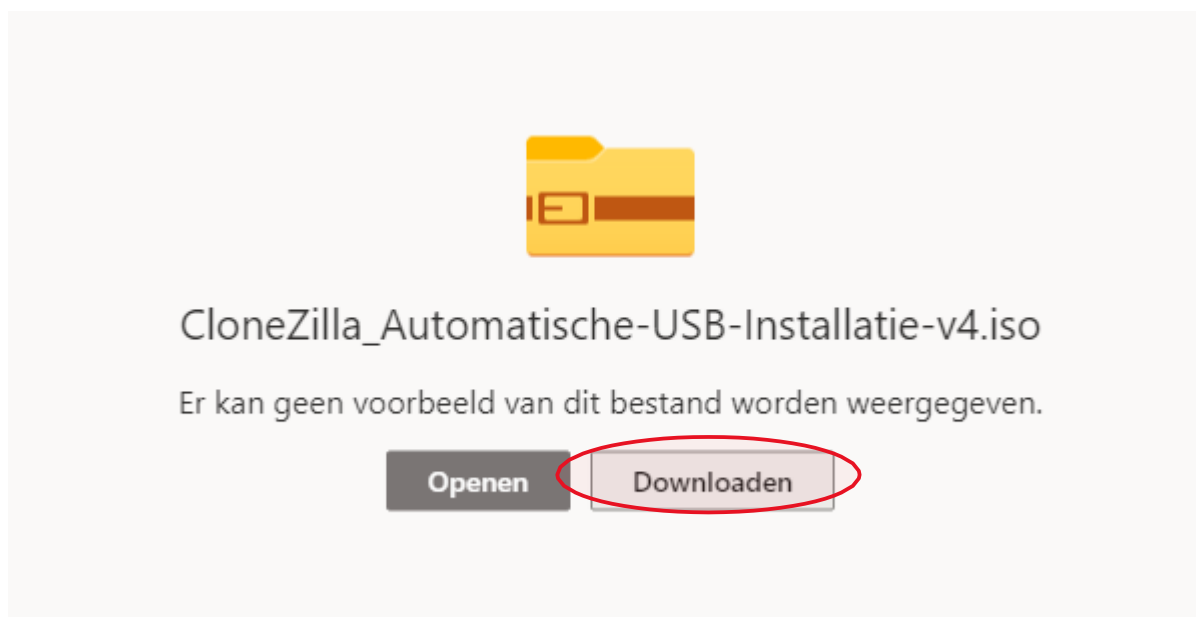 CloneZilla_Automatische-USB-Installatie-v4.iso
Er kan geen voorbeeld van dit bestand worden weergegeven.
Openen Downloaden